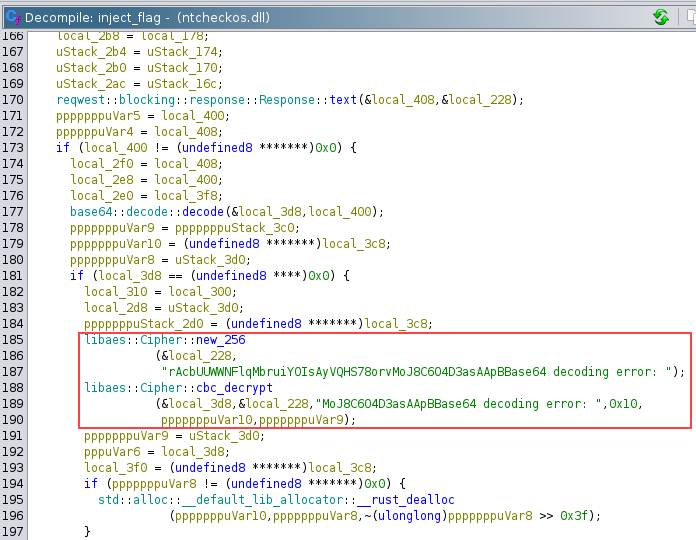 Decompile: inject_flag - (ntcheckos.dll)
166 local_2b8 = local_178;
167 uStack_2b4 = uStack_174;
168 uStack_2b0 = uStack_170;
169 uStack_2ac = uStack_16c;
170 reqwest::blocking::response::Response::text(&local_408,&local_228);
171 pppppppuVar5 = local_400;
172 pppppppuVar4 = local_408;
173 if (local_400 != (undefined8 *******)0x0) {
174 local_2f0 = local_408;
175 local_2e8 = local_400;
176 local_2e0 = local_3f8;
177 base64::decode::decode(&local_3d8,local_400);
178 pppppppuVar9 = pppppppuStack_3c0;
179 pppppppuVar10 = (undefined8 *******)local_3c8;
180 pppppppuVar8 = uStack_3d0;
181 if (local_3d8 == (undefined8 ****)0x0) {
182 local_310 = local_300;
183 local_2d8 = uStack_3d0;
184 pppppppuStack_2d0 = (undefined8 *******)local_3c8;
185 libaes::Cipher::new_256
186 (&local_228,
187 "rAcbUUWWNFlqMbruiYOIsAyVQHS78orvMoJ8C6O4D3asAApBBase64 decoding error: ");
188 libaes::Cipher::cbc_decrypt
189 (&local_3d8,&local_228,"MoJ8C6O4D3asAApBBase64 decoding error: ",0x10,
190 pppppppuVar10,pppppppuVar9);
191 pppppppuVar9 = uStack_3d0;
192 pppuVar6 = local_3d8;
193 local_3f0 = (undefined8 *******)local_3c8;
194 if (pppppppuVar8 != (undefined8 *******)0x0) {
195 std::alloc::__default_lib_allocator::__rust_dealloc
196 (pppppppuVar10,pppppppuVar8,~(ulonglong)pppppppuVar8 >> 0x3f);
197 }